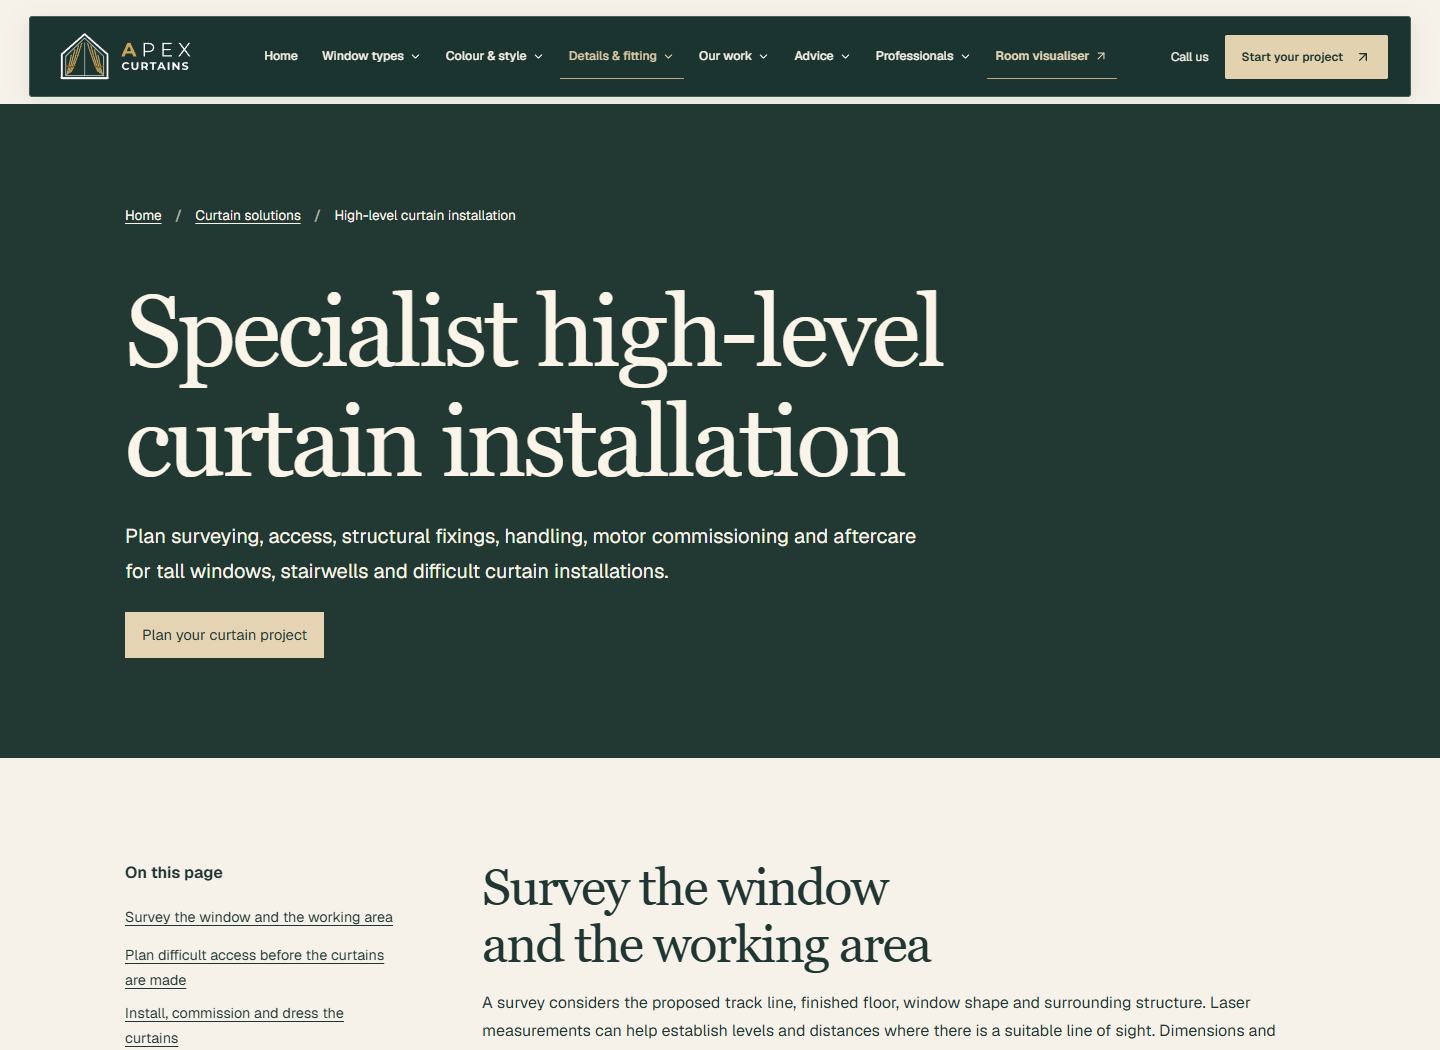 APEX
CURTAINS
Home
Window types
Colour & style
Details & fitting
Our work
Advice
Professionals
Room visualiser
Call us
Start your project
Home / Curtain solutions / High-level curtain installation
Specialist high-level
curtain installation
Plan surveying, access, structural fixings, handling, motor commissioning and aftercare
for tall windows, stairwells and difficult curtain installations.
Plan your curtain project
On this page
Survey the window and the working area
Plan difficult access before the curtains
are made
Install, commission and dress the
curtains
Survey the window
and the working area
A survey considers the proposed track line, finished floor, window shape and surrounding structure. Laser
measurements can help establish levels and distances where there is a suitable line of sight. Dimensions and